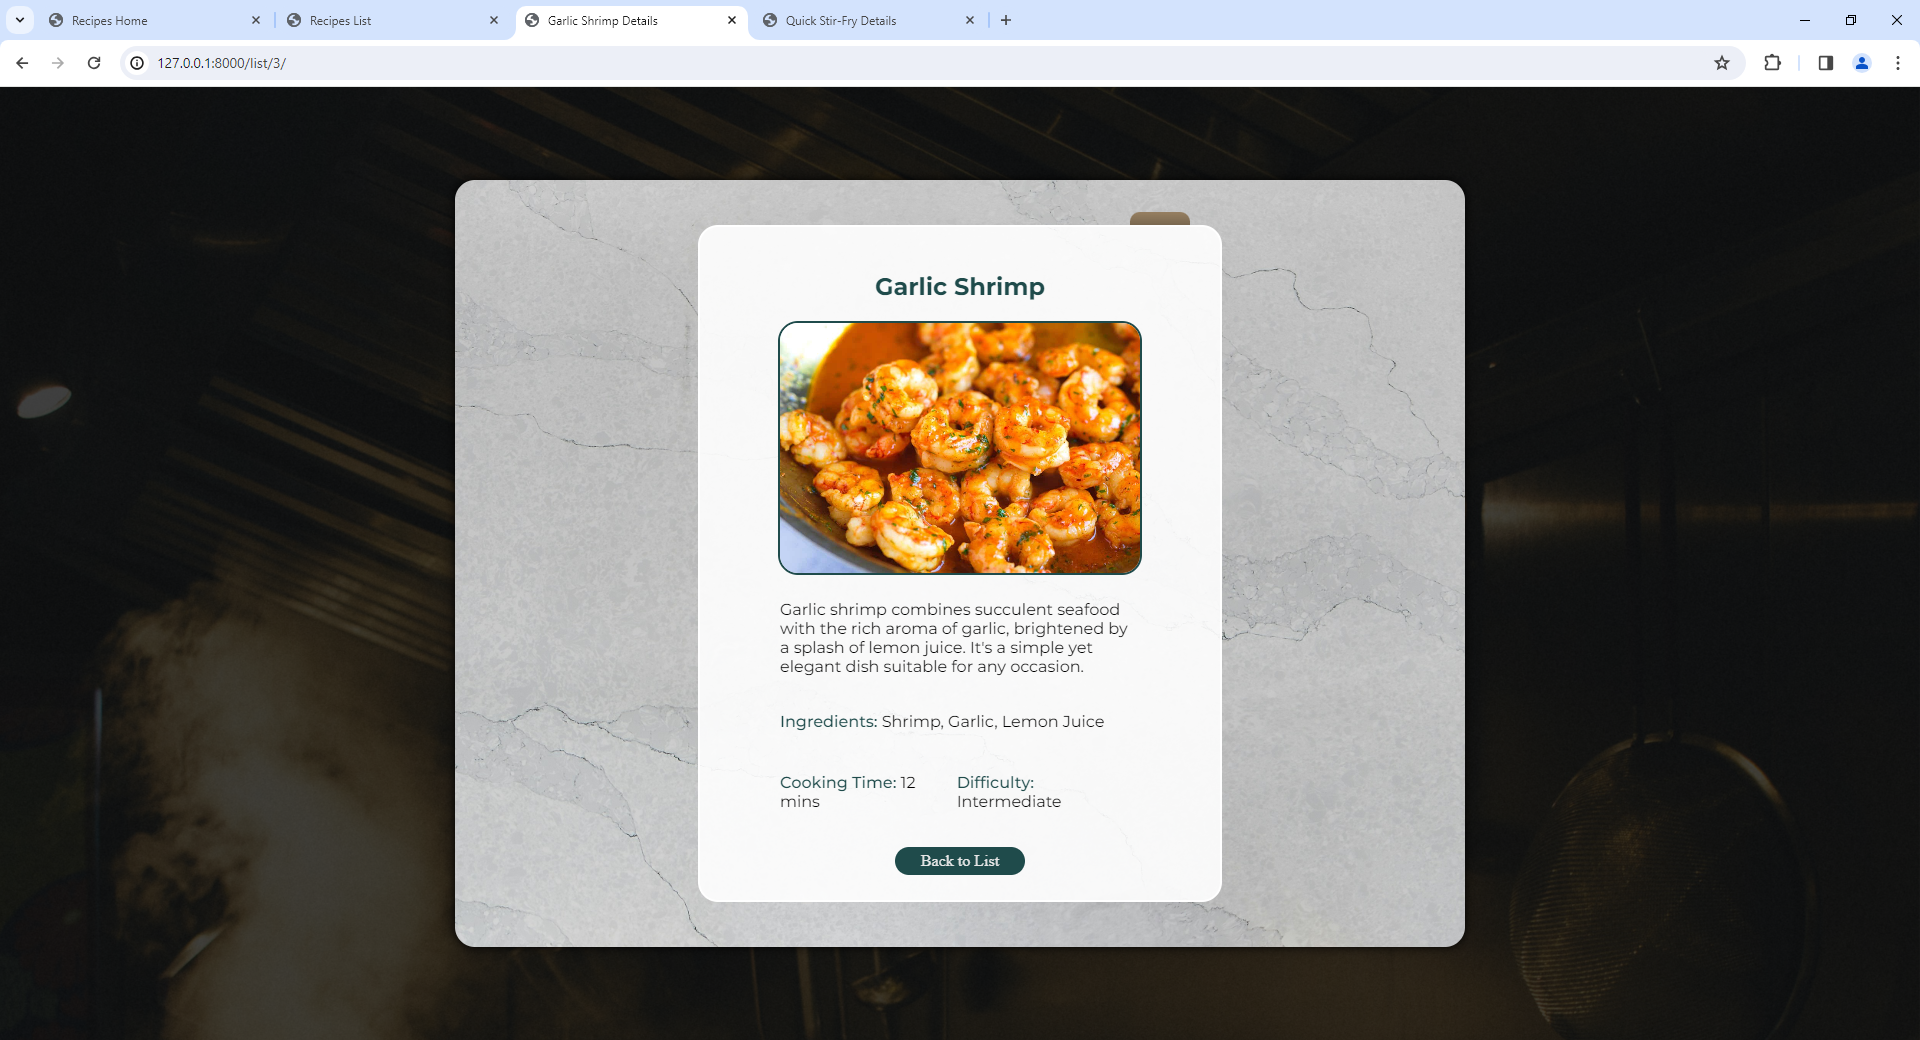 Recipes Home
Recipes List
Garlic Shrimp Details
Quick Stir-Fry Details
127.0.0.1:8000/list/3/
Garlic Shrimp
Garlic shrimp combines succulent seafood
with the rich aroma of garlic, brightened by
a splash of lemon juice. It's a simple yet
elegant dish suitable for any occasion.
Ingredients: Shrimp, Garlic, Lemon Juice
Cooking Time: 12
mins
Difficulty:
Intermediate
Back to List